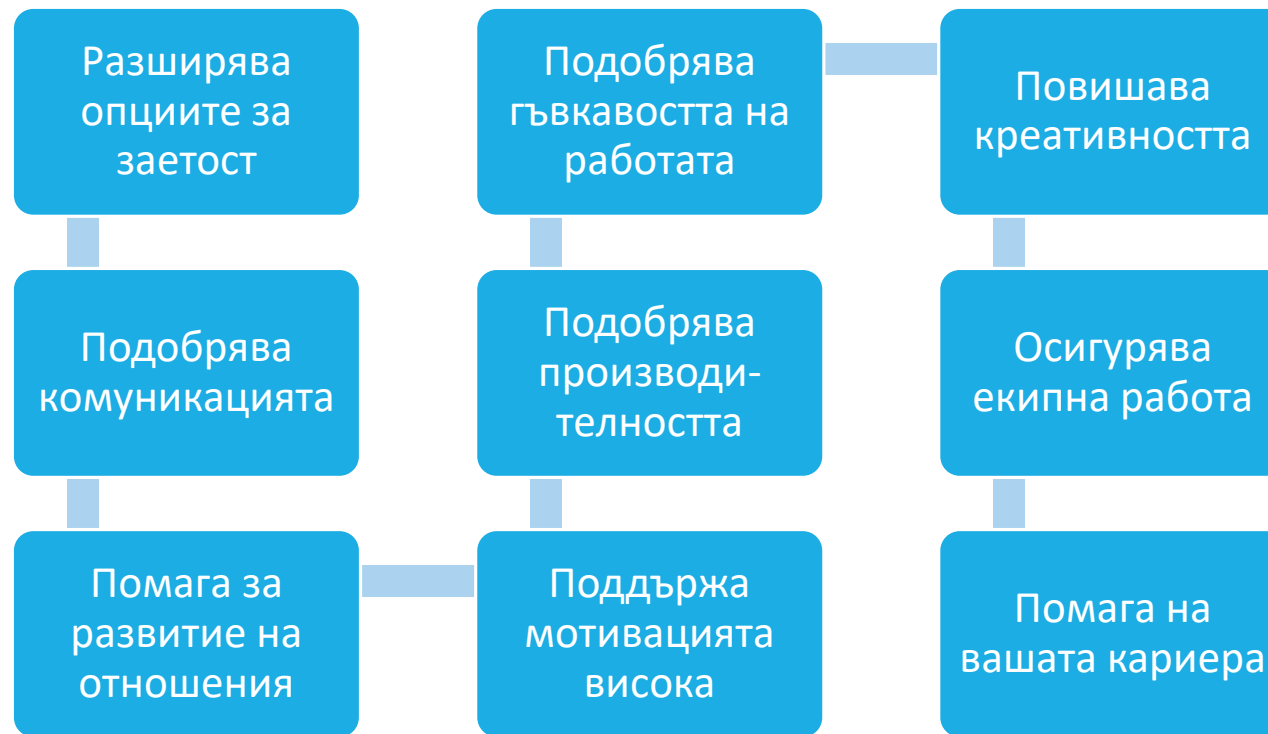 Разширява
опциите за
заетост
Подобрява
комуникацията
Помага за
развитие на
отношения
Поддържа
мотивацията
висока
Подобрява
производи-
телността
Подобрява
гъвкавостта на
работата
Повишава
креативността
Осигурява
екипна работа
Помага на
вашата кариера